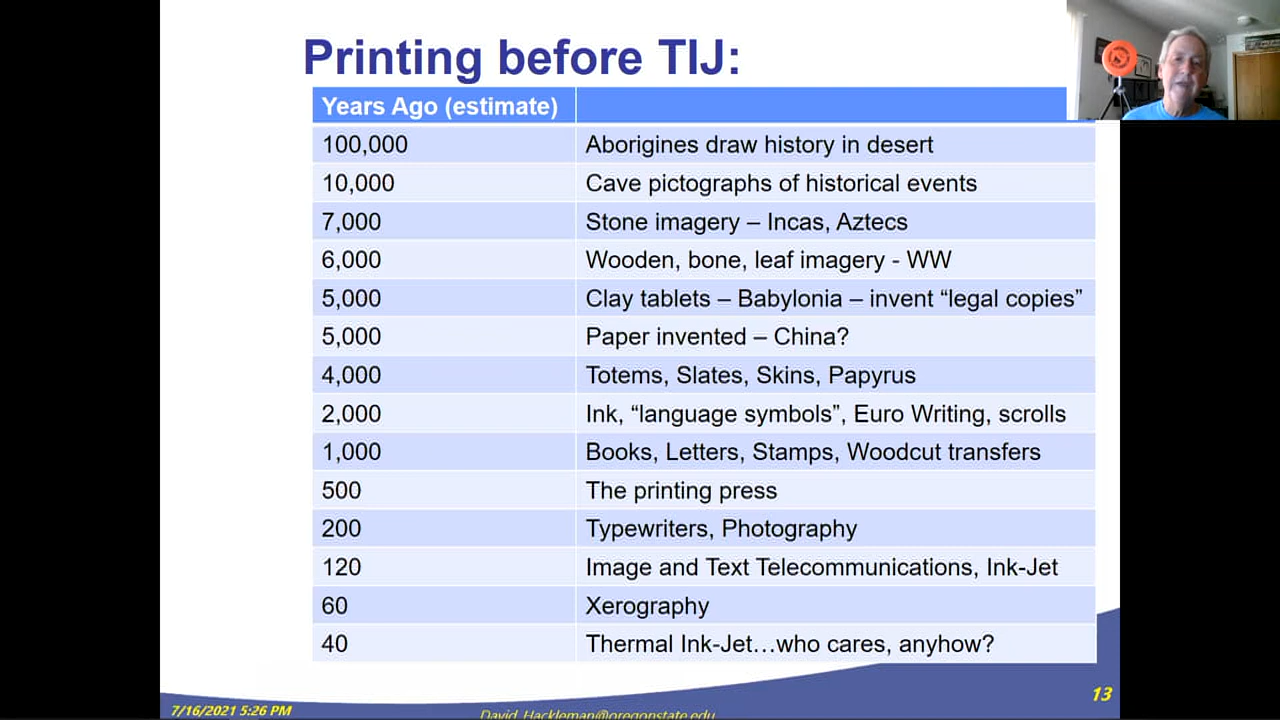 Printing before TIJ:
Years Ago (estimate)
100,000 Aborigines draw history in desert
10,000 Cave pictographs of historical events
7,000 Stone imagery – Incas, Aztecs
6,000 Wooden, bone, leaf imagery - WW
5,000 Clay tablets – Babylonia – invent “legal copies”
5,000 Paper invented – China?
4,000 Totems, Slates, Skins, Papyrus
2,000 Ink, “language symbols”, Euro Writing, scrolls
1,000 Books, Letters, Stamps, Woodcut transfers
500 The printing press
200 Typewriters, Photography
120 Image and Text Telecommunications, Ink-Jet
60 Xerography
40 Thermal Ink-Jet…who cares, anyhow?
13
7/16/2021 5:26 PM
David_Hackleman@oregonstate.edu